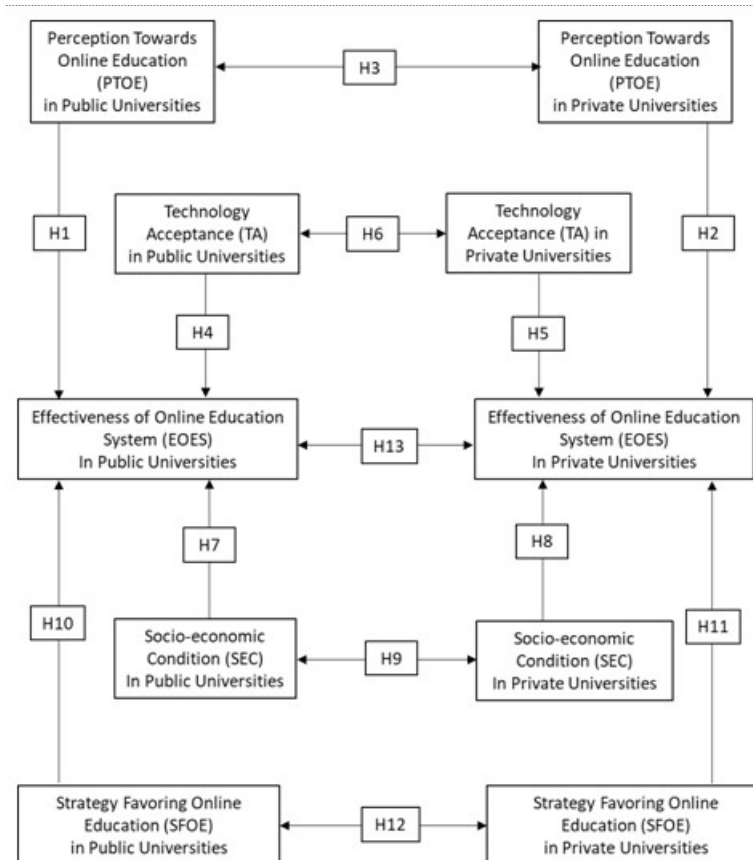 Perception Towards
Online Education
(PTOE)
in Public Universities
H3
Perception Towards
Online Education
(PTOE)
in Private Universities
H1
Technology
Acceptance (TA)
in Public Universities
H6
Technology
Acceptance (TA) in
Private Universities
H2
H4
H5
Effectiveness of Online Education
System (EOES)
In Public Universities
H13
Effectiveness of Online Education
System (EOES)
In Private Universities
H7
H8
H10
H11
Socio-economic
Condition (SEC)
In Public Universities
H9
Socio-economic
Condition (SEC)
In Private Universities
Strategy Favoring Online
Education (SFOE)
in Public Universities
H12
Strategy Favoring Online
Education (SFOE)
in Private Universities